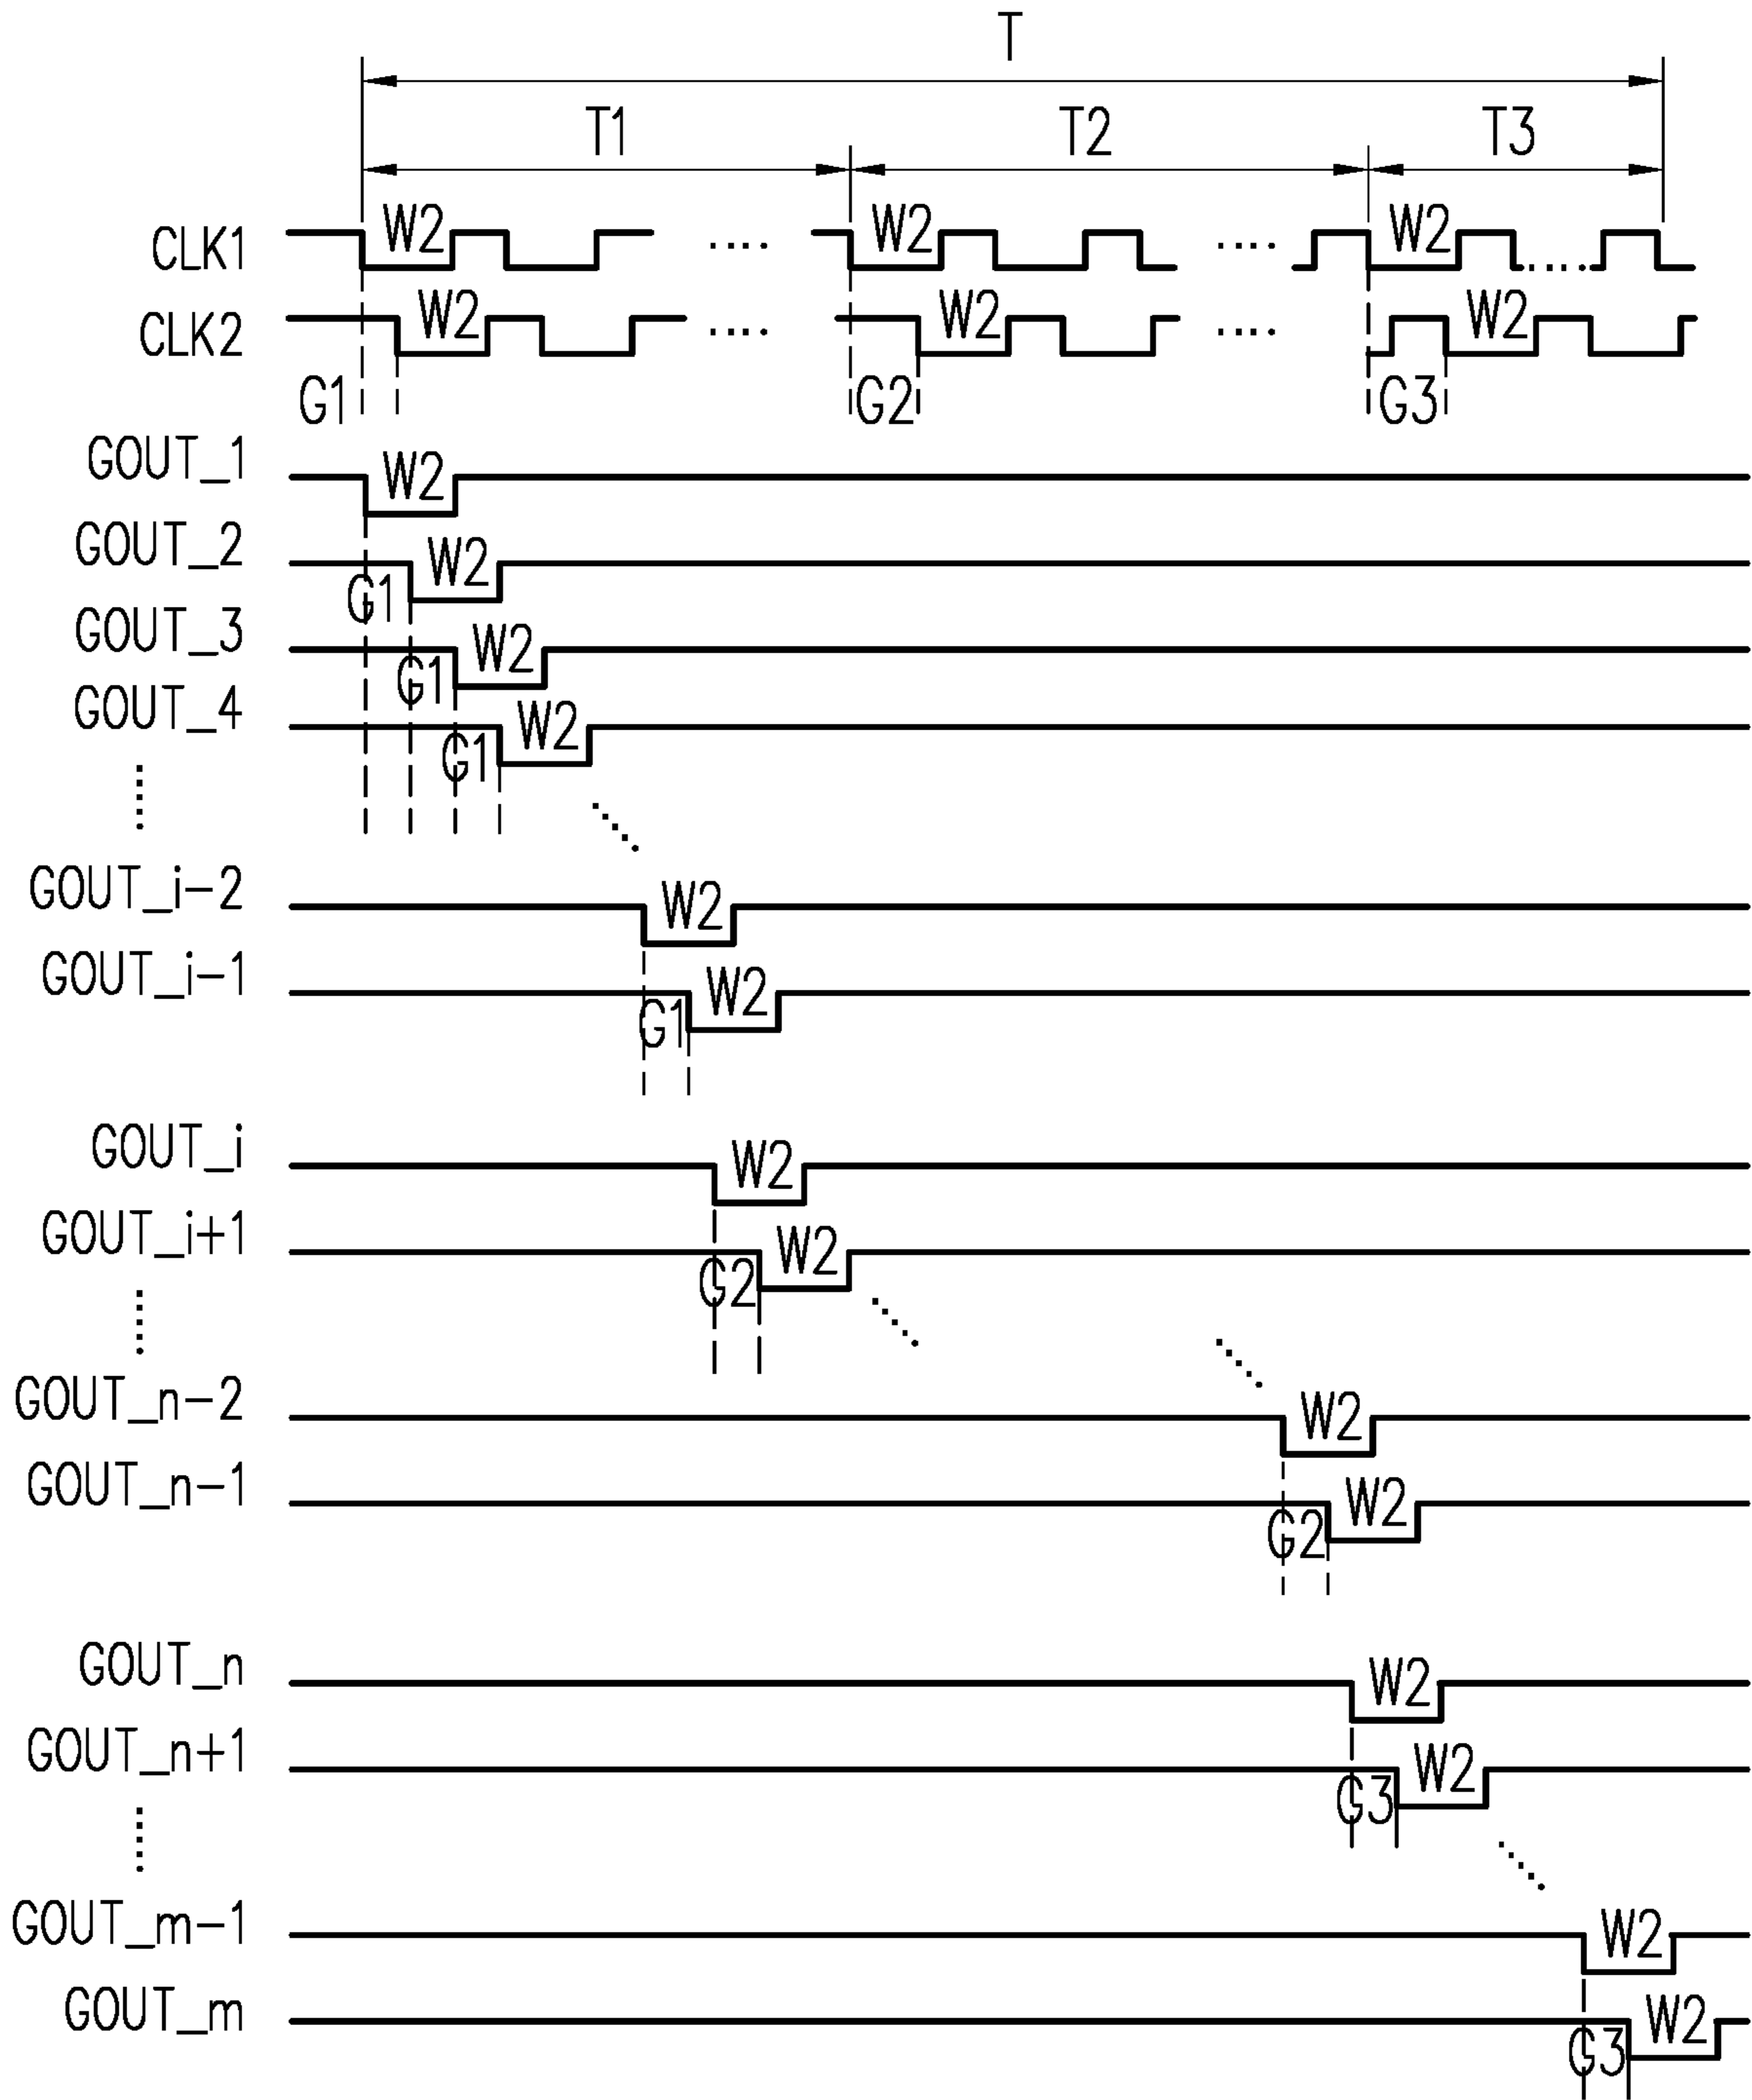 T
T1 T2 T3
CLK1 W2 .... W2 .... W2 .....
CLK2 W2 .... W2 .... W2
G1 G2 G3
GOUT_1 W2
GOUT_2 G1 W2
GOUT_3 G1 W2
GOUT_4 G1 W2
GOUT_i-2 W2
GOUT_i-1 G1 W2
GOUT_i W2
GOUT_i+1 G2 W2
GOUT_n-2 W2
GOUT_n-1 G2 W2
GOUT_n W2
GOUT_n+1 G3 W2
GOUT_m-1 W2
GOUT_m G3 W2